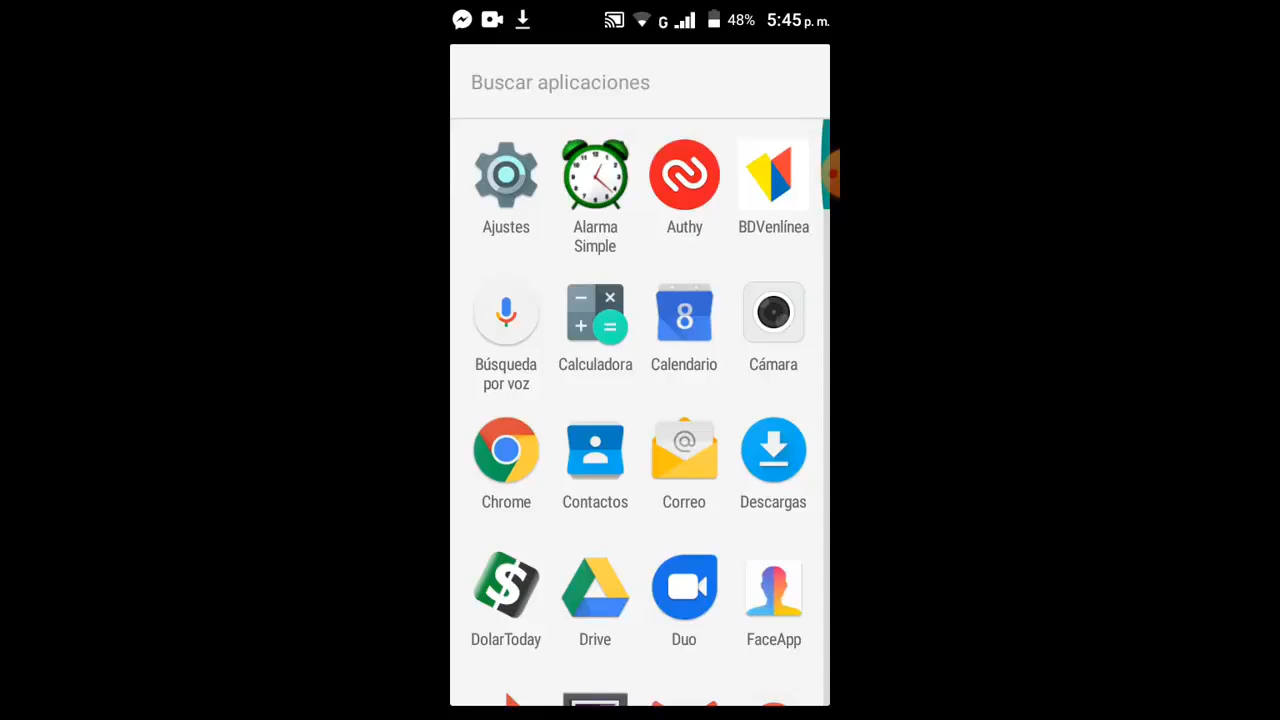 G 48% 5:45 p. m.
Buscar aplicaciones
Ajustes
Alarma
Simple
Authy
BDVenlínea
Búsqueda
por voz
Calculadora
8
Calendario
Cámara
Chrome
Contactos
@
Correo
Descargas
$
DolarToday
Drive
Duo
FaceApp